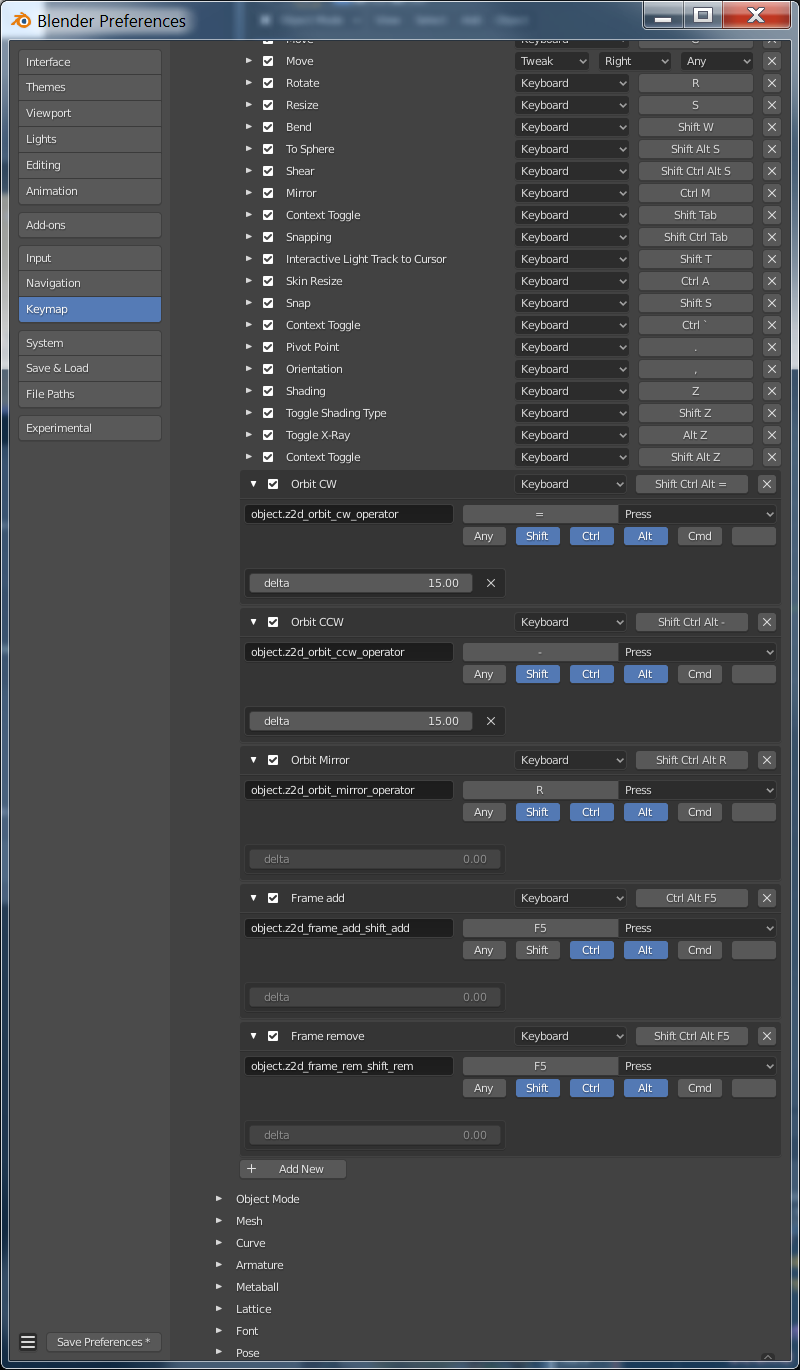 Blender Preferences
Object Mode View Select Add Object
Interface
Themes
Viewport
Lights
Editing
Animation
Add-ons
Input
Navigation
Keymap
System
Save & Load
File Paths
Experimental
Save Preferences *
Move Keyboard G
Move Tweak Right Any
Rotate Keyboard R
Resize Keyboard S
Bend Keyboard Shift W
To Sphere Keyboard Shift Alt S
Shear Keyboard Shift Ctrl Alt S
Mirror Keyboard Ctrl M
Context Toggle Keyboard Shift Tab
Snapping Keyboard Shift Ctrl Tab
Interactive Light Track to Cursor Keyboard Shift T
Skin Resize Keyboard Ctrl A
Snap Keyboard Shift S
Context Toggle Keyboard Ctrl `
Pivot Point Keyboard .
Orientation Keyboard ,
Shading Keyboard Z
Toggle Shading Type Keyboard Shift Z
Toggle X-Ray Keyboard Alt Z
Context Toggle Keyboard Shift Alt Z
Orbit CW Keyboard Shift Ctrl Alt =
object.z2d_orbit_cw_operator = Press
Any Shift Ctrl Alt Cmd
delta 15.00
Orbit CCW Keyboard Shift Ctrl Alt -
object.z2d_orbit_ccw_operator - Press
Any Shift Ctrl Alt Cmd
delta 15.00
Orbit Mirror Keyboard Shift Ctrl Alt R
object.z2d_orbit_mirror_operator R Press
Any Shift Ctrl Alt Cmd
delta 0.00
Frame add Keyboard Ctrl Alt F5
object.z2d_frame_add_shift_add F5 Press
Any Shift Ctrl Alt Cmd
delta 0.00
Frame remove Keyboard Shift Ctrl Alt F5
object.z2d_frame_rem_shift_rem F5 Press
Any Shift Ctrl Alt Cmd
delta 0.00
+ Add New
Object Mode
Mesh
Curve
Armature
Metaball
Lattice
Font
Pose